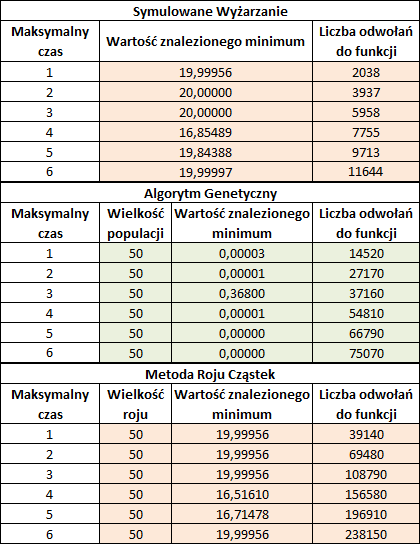 Symulowane Wyżarzanie
Maksymalny czas Wartość znalezionego minimum Liczba odwołań do funkcji
1 19,99956 2038
2 20,00000 3937
3 20,00000 5958
4 16,85489 7755
5 19,84388 9713
6 19,99997 11644
Algorytm Genetyczny
Maksymalny czas Wielkość populacji Wartość znalezionego minimum Liczba odwołań do funkcji
1 50 0,00003 14520
2 50 0,00001 27170
3 50 0,36800 37160
4 50 0,00001 54810
5 50 0,00000 66790
6 50 0,00000 75070
Metoda Roju Cząstek
Maksymalny czas Wielkość roju Wartość znalezionego minimum Liczba odwołań do funkcji
1 50 19,99956 39140
2 50 19,99956 69480
3 50 19,99956 108790
4 50 16,51610 156580
5 50 16,71478 196910
6 50 19,99956 238150